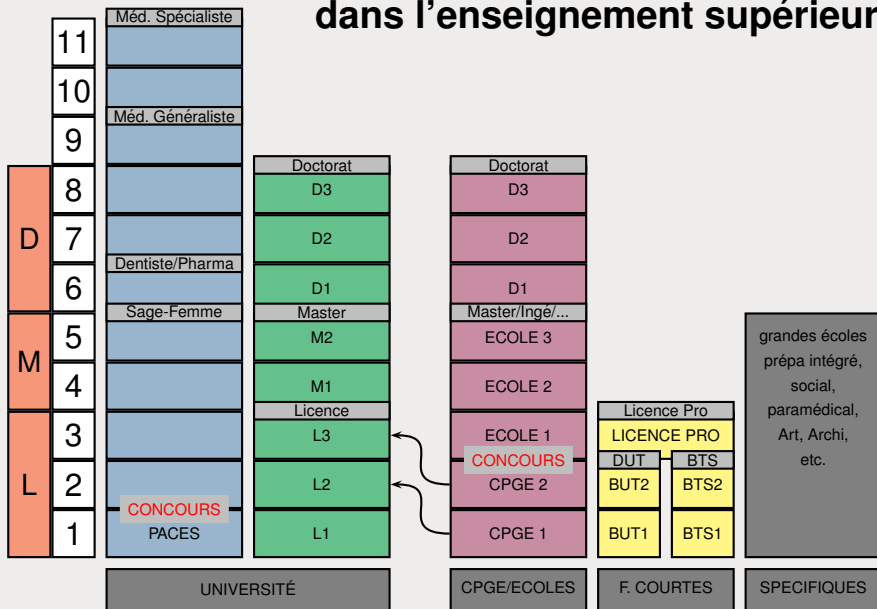 dans l'enseignement supérieur
Méd. Spécialiste
11
10
Méd. Généraliste
9
Doctorat
Doctorat
8
D3
D3
D
7
D2
D2
Dentiste/Pharma
6
D1
D1
Sage-Femme
Master
Master/Ingé/...
M
5
M2
ECOLE 3
grandes écoles
prépa intégré,
social,
paramédical,
Art, Archi,
etc.
4
M1
ECOLE 2
Licence
Licence Pro
3
L3
ECOLE 1
LICENCE PRO
CONCOURS
DUT
BTS
L
2
L2
CPGE 2
BUT2
BTS2
CONCOURS
1
PACES
L1
CPGE 1
BUT1
BTS1
UNIVERSITÉ
CPGE/ECOLES
F. COURTES
SPECIFIQUES